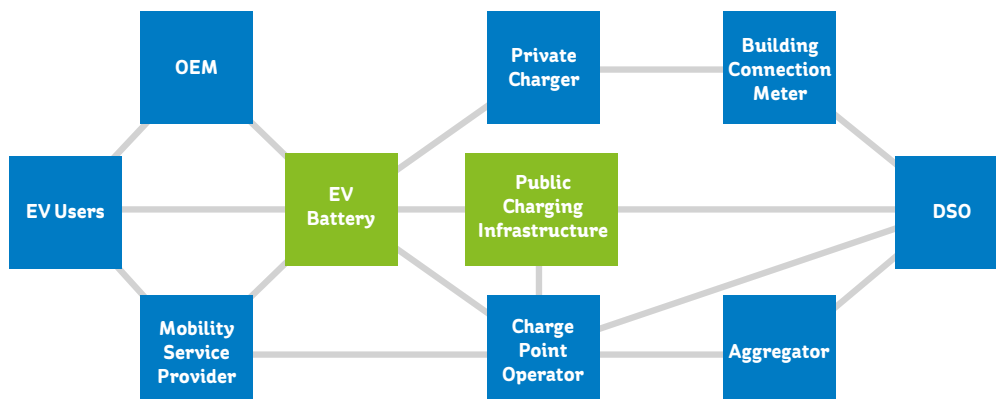 OEM
Private
Charger
Building
Connection
Meter
EV Users
EV
Battery
Public
Charging
Infrastructure
DSO
Mobility
Service
Provider
Charge
Point
Operator
Aggregator